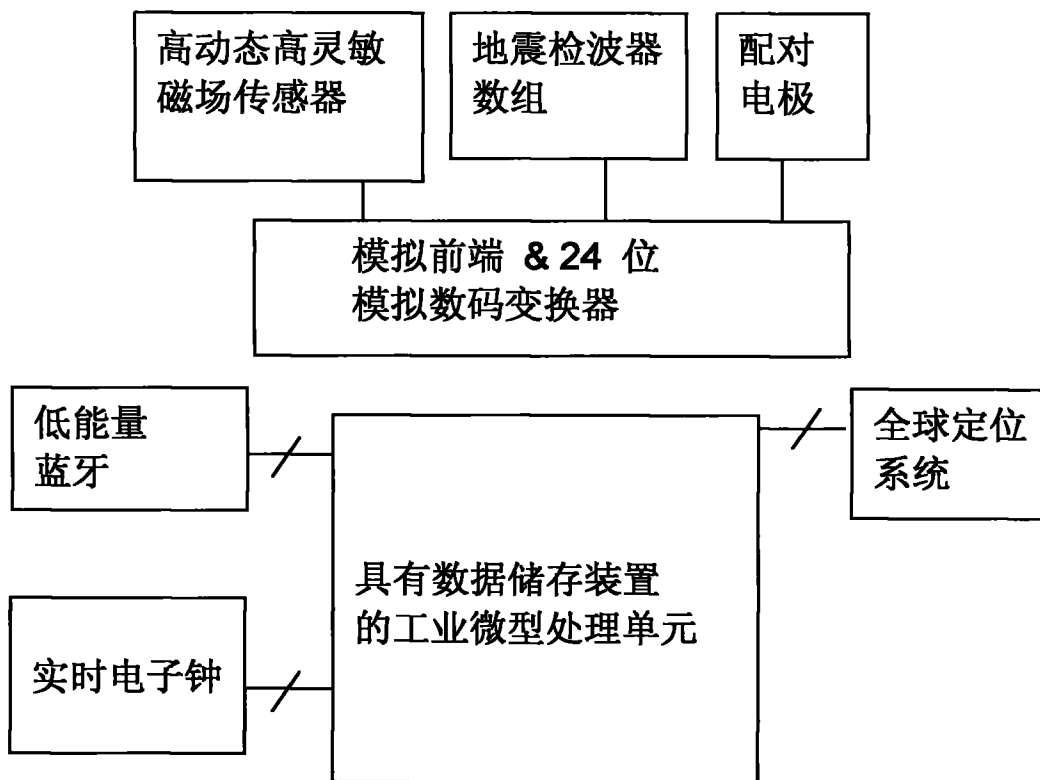 高动态高灵敏
磁场传感器
地震检波器
数组
配对
电极
模拟前端 & 24 位
模拟数码变换器
低能量
蓝牙
全球定位
系统
具有数据储存装置
的工业微型处理单元
实时电子钟